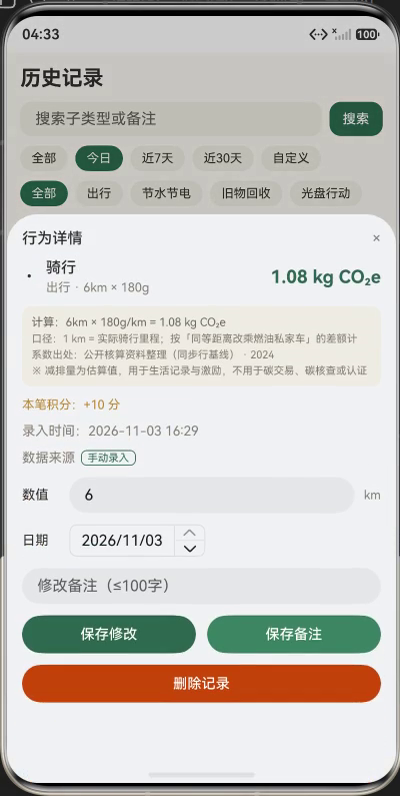 04:33
100
历史记录
搜索子类型或备注
搜索
全部 今日 近7天 近30天 自定义
全部 出行 节水节电 旧物回收 光盘行动
行为详情 ×
· 骑行
出行 · 6km × 180g
1.08 kg CO₂e
计算：6km × 180g/km = 1.08 kg CO₂e
口径：1 km = 实际骑行里程；按「同等距离改乘燃油私家车」的差额计
系数出处：公开核算资料整理（同步行基线） · 2024
※ 减排量为估算值，用于生活记录与激励，不用于碳交易、碳核查或认证
本笔积分：+10 分
录入时间：2026-11-03 16:29
数据来源 手动录入
数值 6 km
日期 2026/11/03
修改备注（≤100字）
保存修改 保存备注
删除记录